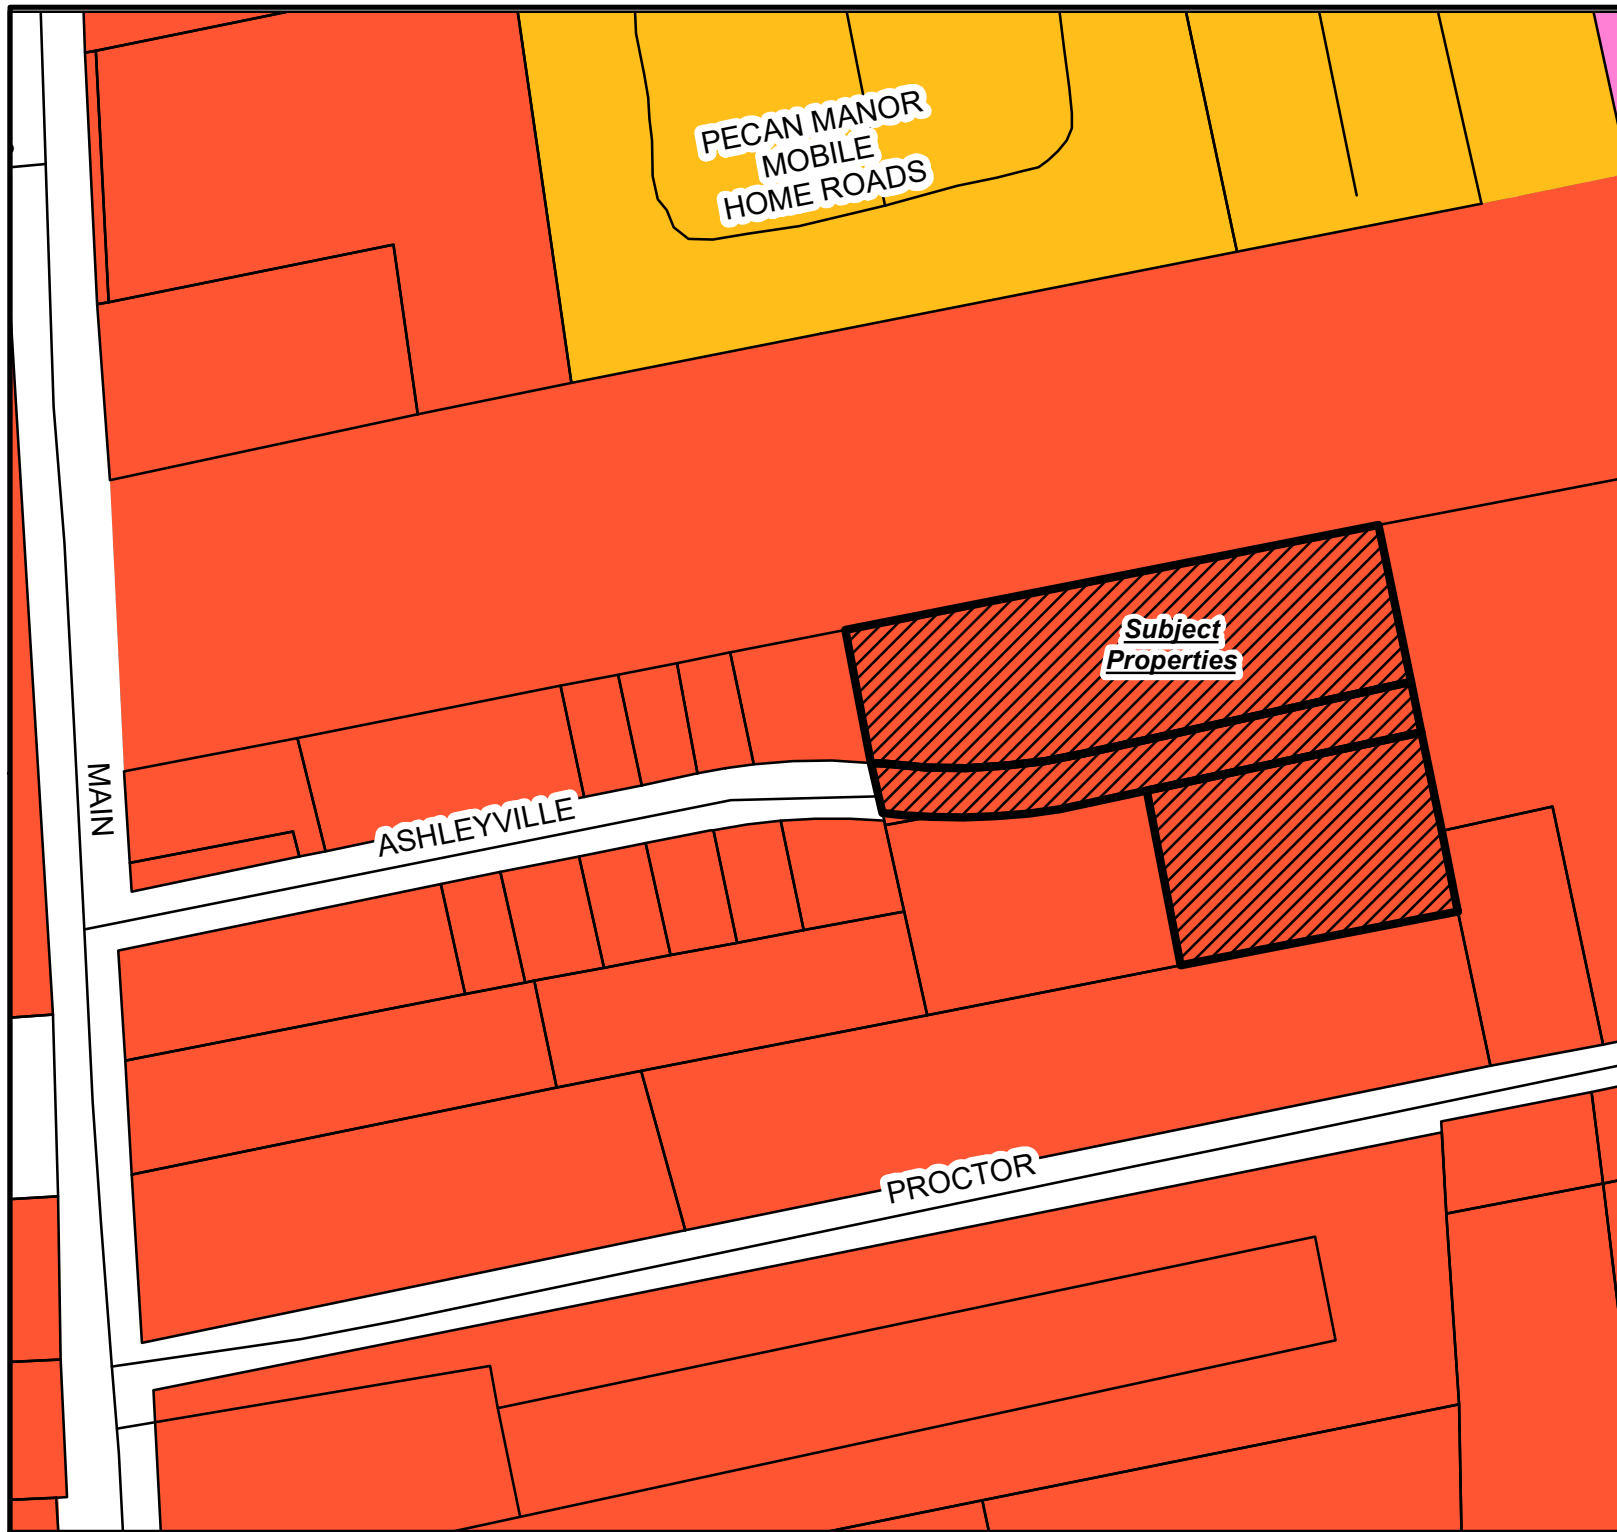 PECAN MANOR
MOBILE
HOME ROADS
Subject
Properties
MAIN
ASHLEYVILLE
PROCTOR